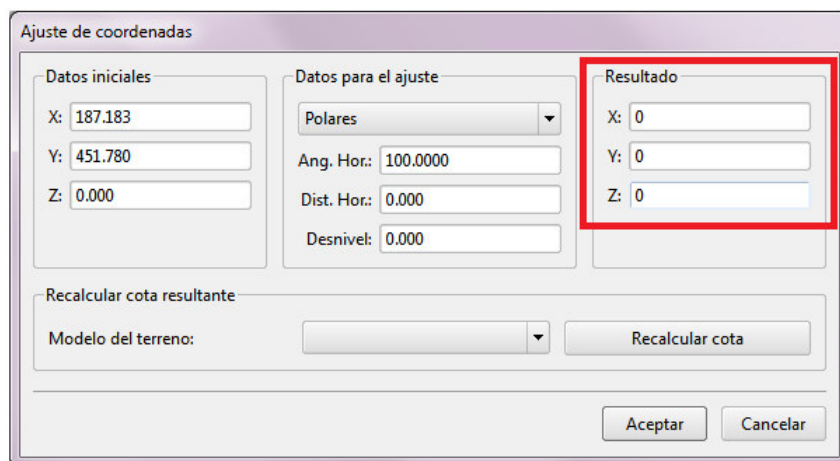 Ajuste de coordenadas
Datos iniciales
X: 187.183
Y: 451.780
Z: 0.000
Datos para el ajuste
Polares
Ang. Hor.: 100.0000
Dist. Hor.: 0.000
Desnivel: 0.000
Resultado
X: 0
Y: 0
Z: 0
Recalcular cota resultante
Modelo del terreno:
Recalcular cota
Aceptar
Cancelar